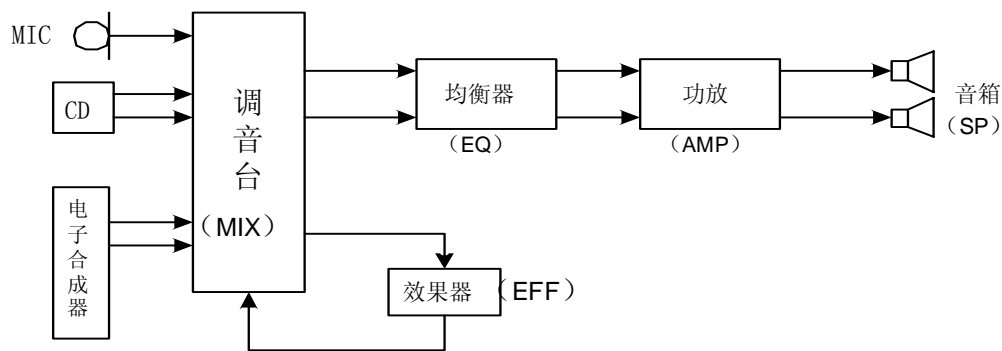 MIC
CD
电子合成器
调音台
（MIX）
均衡器
（EQ）
功放
（AMP）
音箱
（SP）
效果器（EFF）